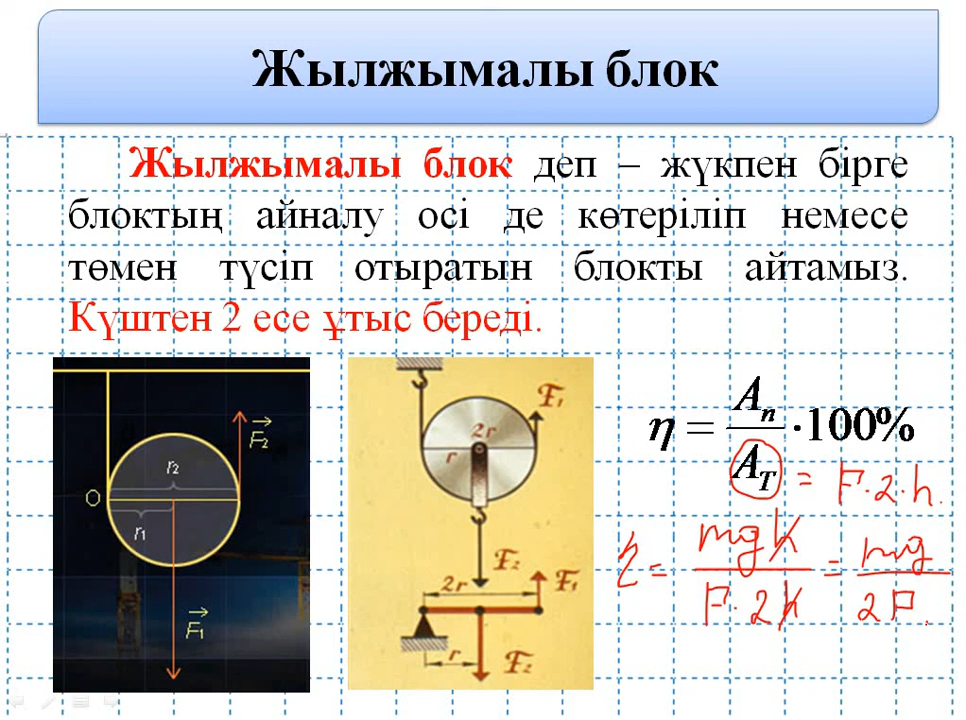 Жылжымалы блок
Жылжымалы блок деп – жүкпен бірге
блоктың айналу осі де көтеріліп немесе
төмен түсіп отыратын блокты айтамыз.
Күштен 2 есе ұтыс береді.
F₂
r₂
O
r₁
F₁
F₁
2r
r
F₂
2r
F₁
r
F₂
η = Aп / AТ · 100%
= F·2·h.
η = mgh / F·2h = mg / 2F.